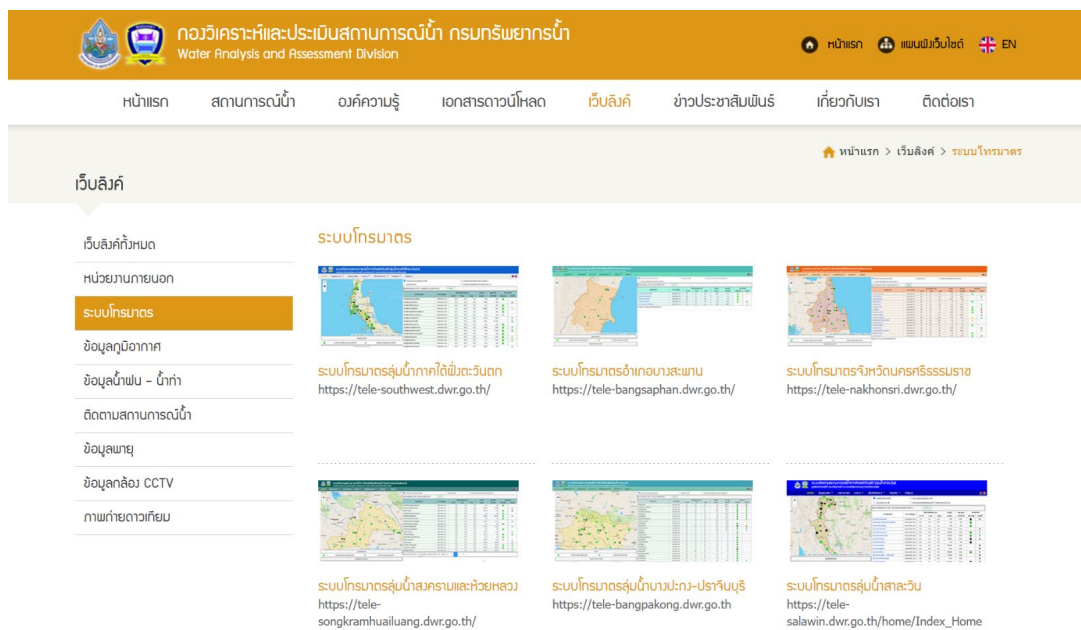 กองวิเคราะห์และประเมินสถานการณ์น้ำ กรมทรัพยากรน้ำ
Water Analysis and Assessment Division
หน้าแรก
แผนผังเว็บไซต์
EN
หน้าแรก
สถานการณ์น้ำ
องค์ความรู้
เอกสารดาวน์โหลด
เว็บลิงค์
ข่าวประชาสัมพันธ์
เกี่ยวกับเรา
ติดต่อเรา
หน้าแรก > เว็บลิงค์ > ระบบโทรมาตร
เว็บลิงค์
เว็บลิงค์ทั้งหมด
หน่วยงานภายนอก
ระบบโทรมาตร
ข้อมูลภูมิอากาศ
ข้อมูลน้ำฝน - น้ำท่า
ติดตามสถานการณ์น้ำ
ข้อมูลพายุ
ข้อมูลกล้อง CCTV
ภาพถ่ายดาวเทียม
ระบบโทรมาตร
ระบบโทรมาตรลุ่มน้ำภาคใต้ฝั่งตะวันตก
https://tele-southwest.dwr.go.th/
ระบบโทรมาตรอำเภอบางสะพาน
https://tele-bangsaphan.dwr.go.th/
ระบบโทรมาตรจังหวัดนครศรีธรรมราช
https://tele-nakhonsri.dwr.go.th/
ระบบโทรมาตรลุ่มน้ำสงครามและห้วยหลวง
https://tele-
songkramhuailuang.dwr.go.th/
ระบบโทรมาตรลุ่มน้ำบางปะกง-ปราจีนบุรี
https://tele-bangpakong.dwr.go.th
ระบบโทรมาตรลุ่มน้ำสาละวิน
https://tele-
salawin.dwr.go.th/home/Index_Home